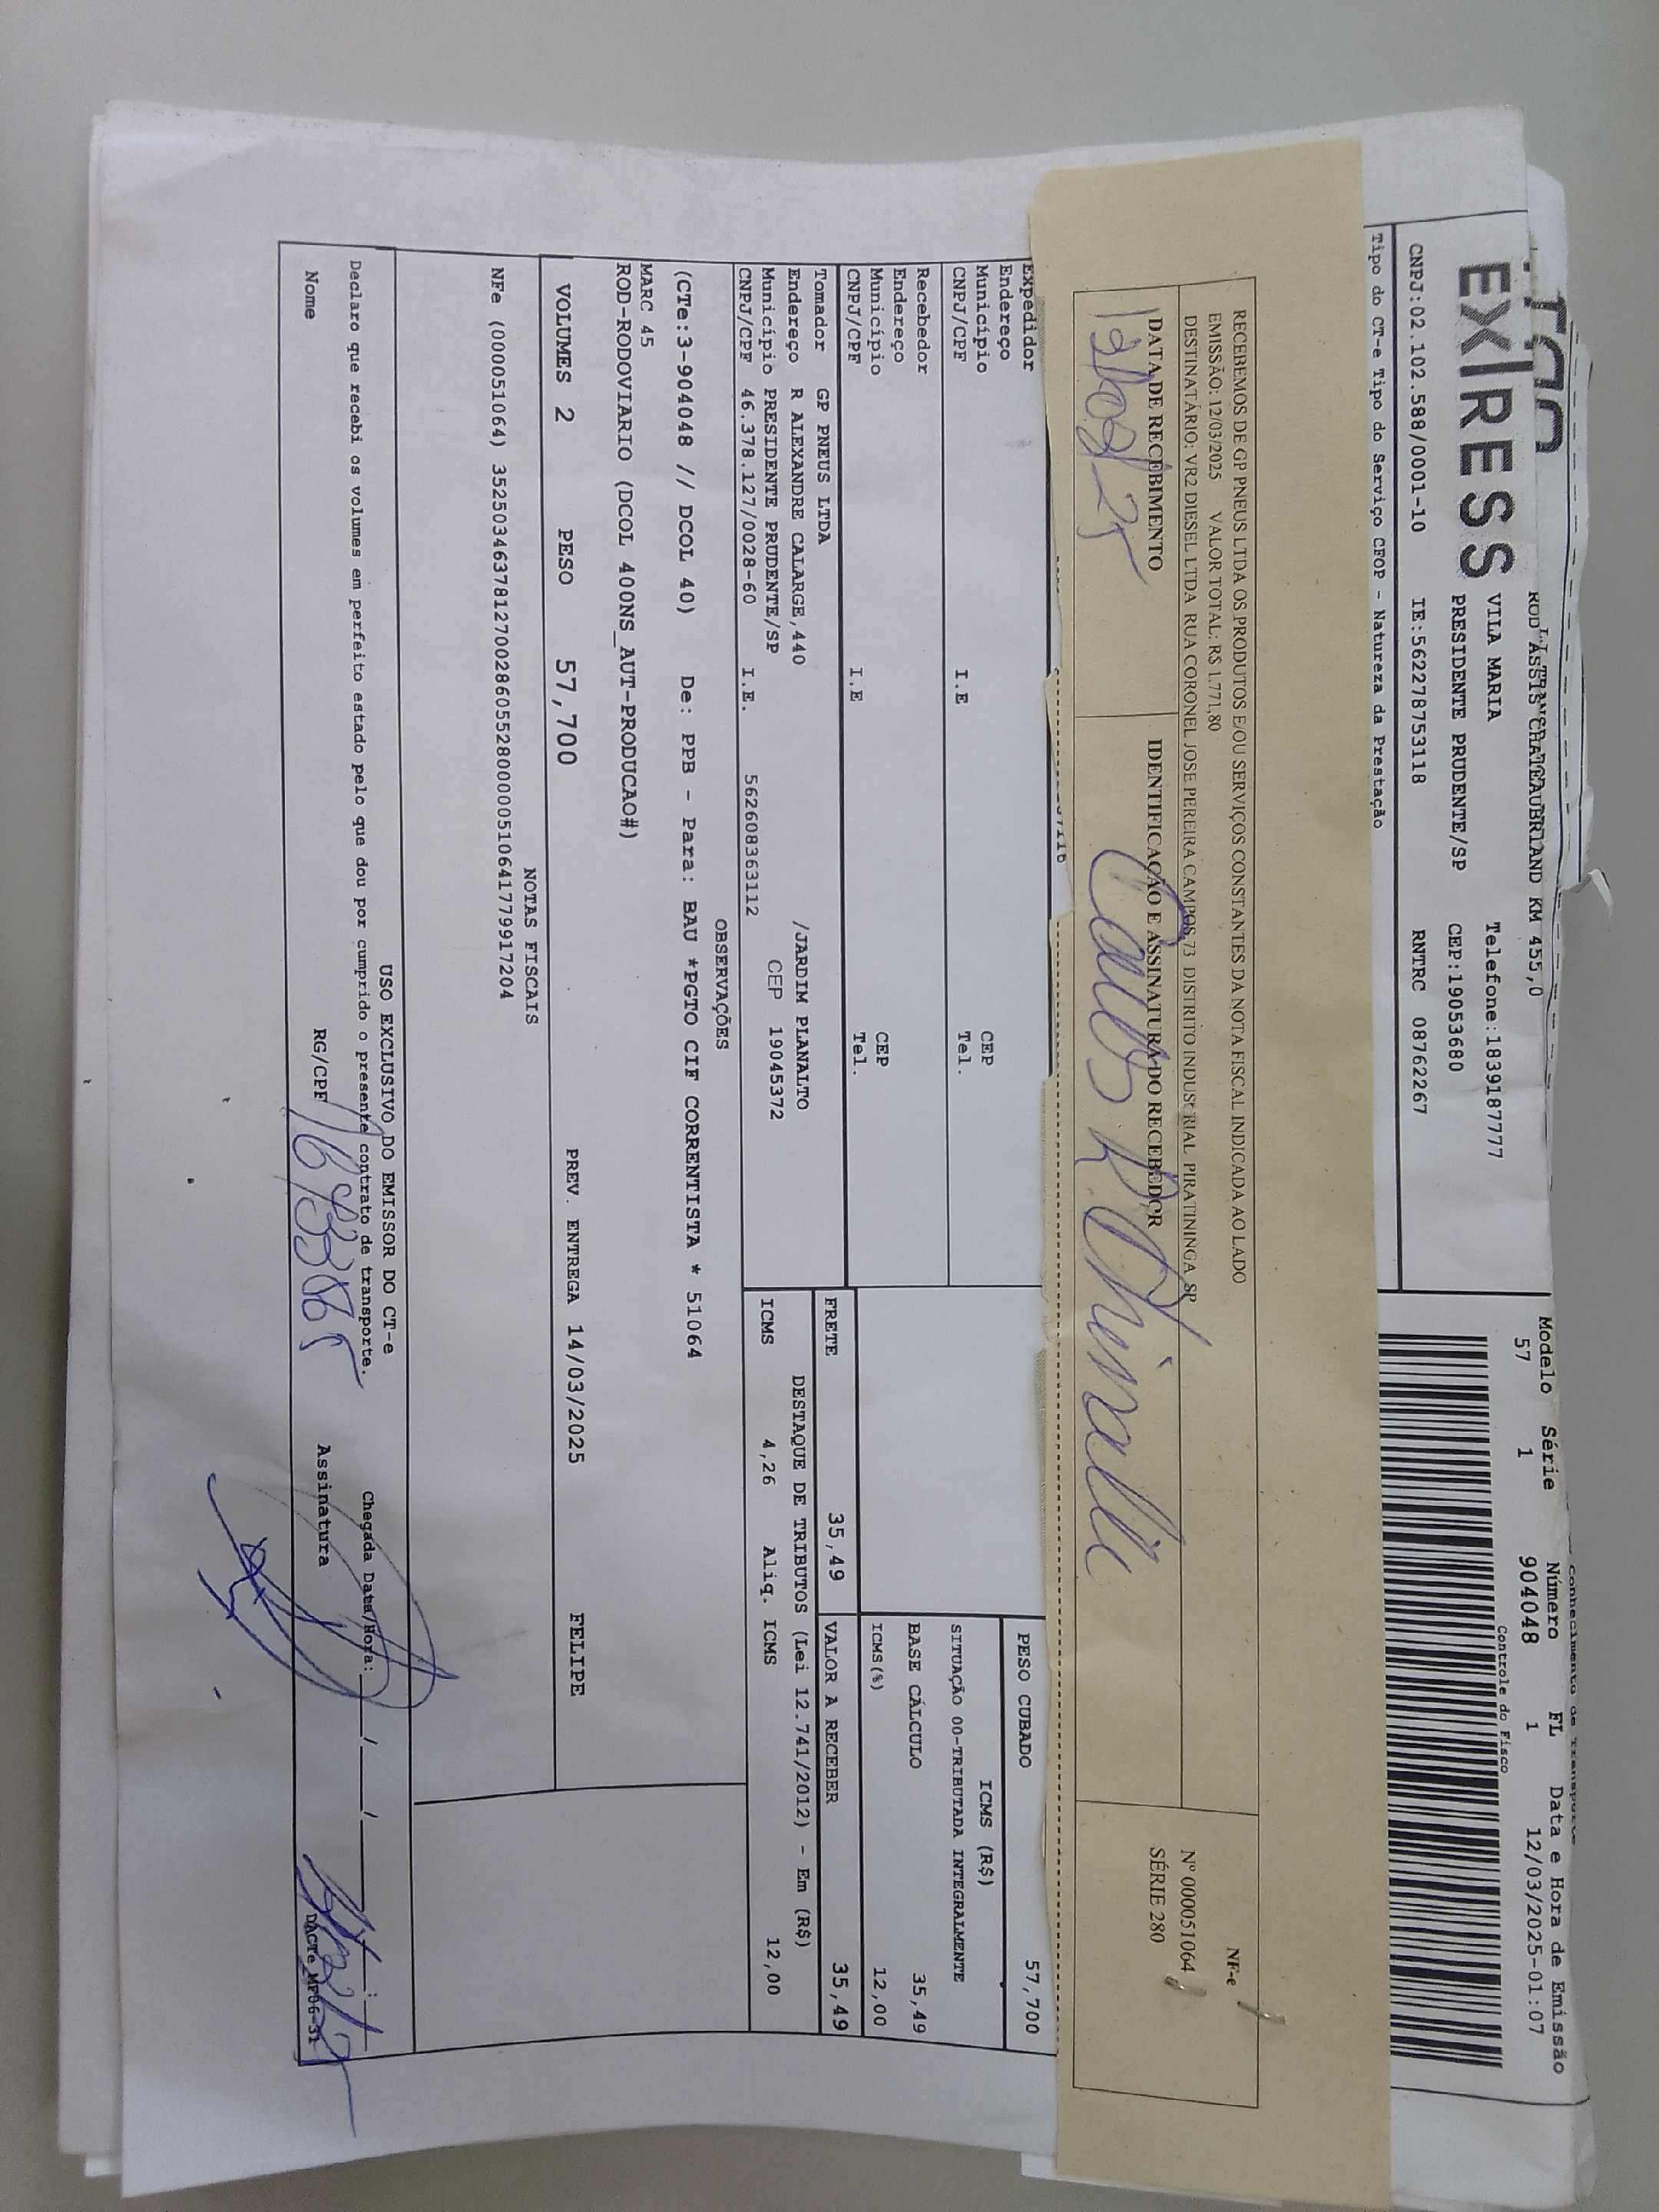 EXPRESS
ROD ASSIS CHATEAUBRIAND KM 455,0
VILA MARIA Telefone:1839187777
PRESIDENTE PRUDENTE/SP CEP:19053680
CNPJ:02.102.588/0001-10 IE:562278753118 RNTRC 08762267
Tipo do CT-e Tipo do Serviço CFOP - Natureza da Prestação
Conhecimento de Transporte
Modelo Série Número FL Data e Hora de Emissão
57 1 904048 1 12/03/2025-01:07
Controle do Fisco
RECEBEMOS DE GP PNEUS LTDA OS PRODUTOS E/OU SERVIÇOS CONSTANTES DA NOTA FISCAL INDICADA AO LADO
EMISSÃO: 12/03/2025 VALOR TOTAL: R$ 1.771,80
DESTINATÁRIO: VR2 DIESEL LTDA RUA CORONEL JOSE PEREIRA CAMPOS,73 DISTRITO INDUSTRIAL PIRATININGA SP
DATA DE RECEBIMENTO IDENTIFICAÇÃO E ASSINATURA DO RECEBEDOR
NF-e
Nº 000051064
SÉRIE 280
Expedidor
Endereço
Município CEP
CNPJ/CPF I.E Tel.
Recebedor
Endereço
Município CEP
CNPJ/CPF I.E Tel.
Tomador GP PNEUS LTDA
Endereço R ALEXANDRE CALARGE,440 /JARDIM PLANALTO
Município PRESIDENTE PRUDENTE/SP CEP 19045372
CNPJ/CPF 46.378.127/0028-60 I.E. 562608363112
PESO CUBADO 57,700
ICMS (R$)
SITUAÇÃO 00-TRIBUTADA INTEGRALMENTE
BASE CÁLCULO 35,49
ICMS(%) 12,00
FRETE 35,49 VALOR A RECEBER 35,49
DESTAQUE DE TRIBUTOS (Lei 12.741/2012) - Em (R$)
ICMS 4,26 Aliq. ICMS 12,00
OBSERVAÇÕES
(CTe:3-904048 // DCOL 40) De: PPB - Para: BAU *PGTO CIF CORRENTISTA * 51064
MARC 45
ROD-RODOVIARIO (DCOL 400NS_AUT-PRODUCAO#)
VOLUMES 2 PESO 57,700 PREV. ENTREGA 14/03/2025 FELIPE
NOTAS FISCAIS
NFe (000051064) 35250346378127002860552800000510641779917204
USO EXCLUSIVO DO EMISSOR DO CT-e
Declaro que recebi os volumes em perfeito estado pelo que dou por cumprido o presente contrato de transporte.
Chegada Data/Hora: ___/___/___
Nome RG/CPF Assinatura
DACTe MP06-31